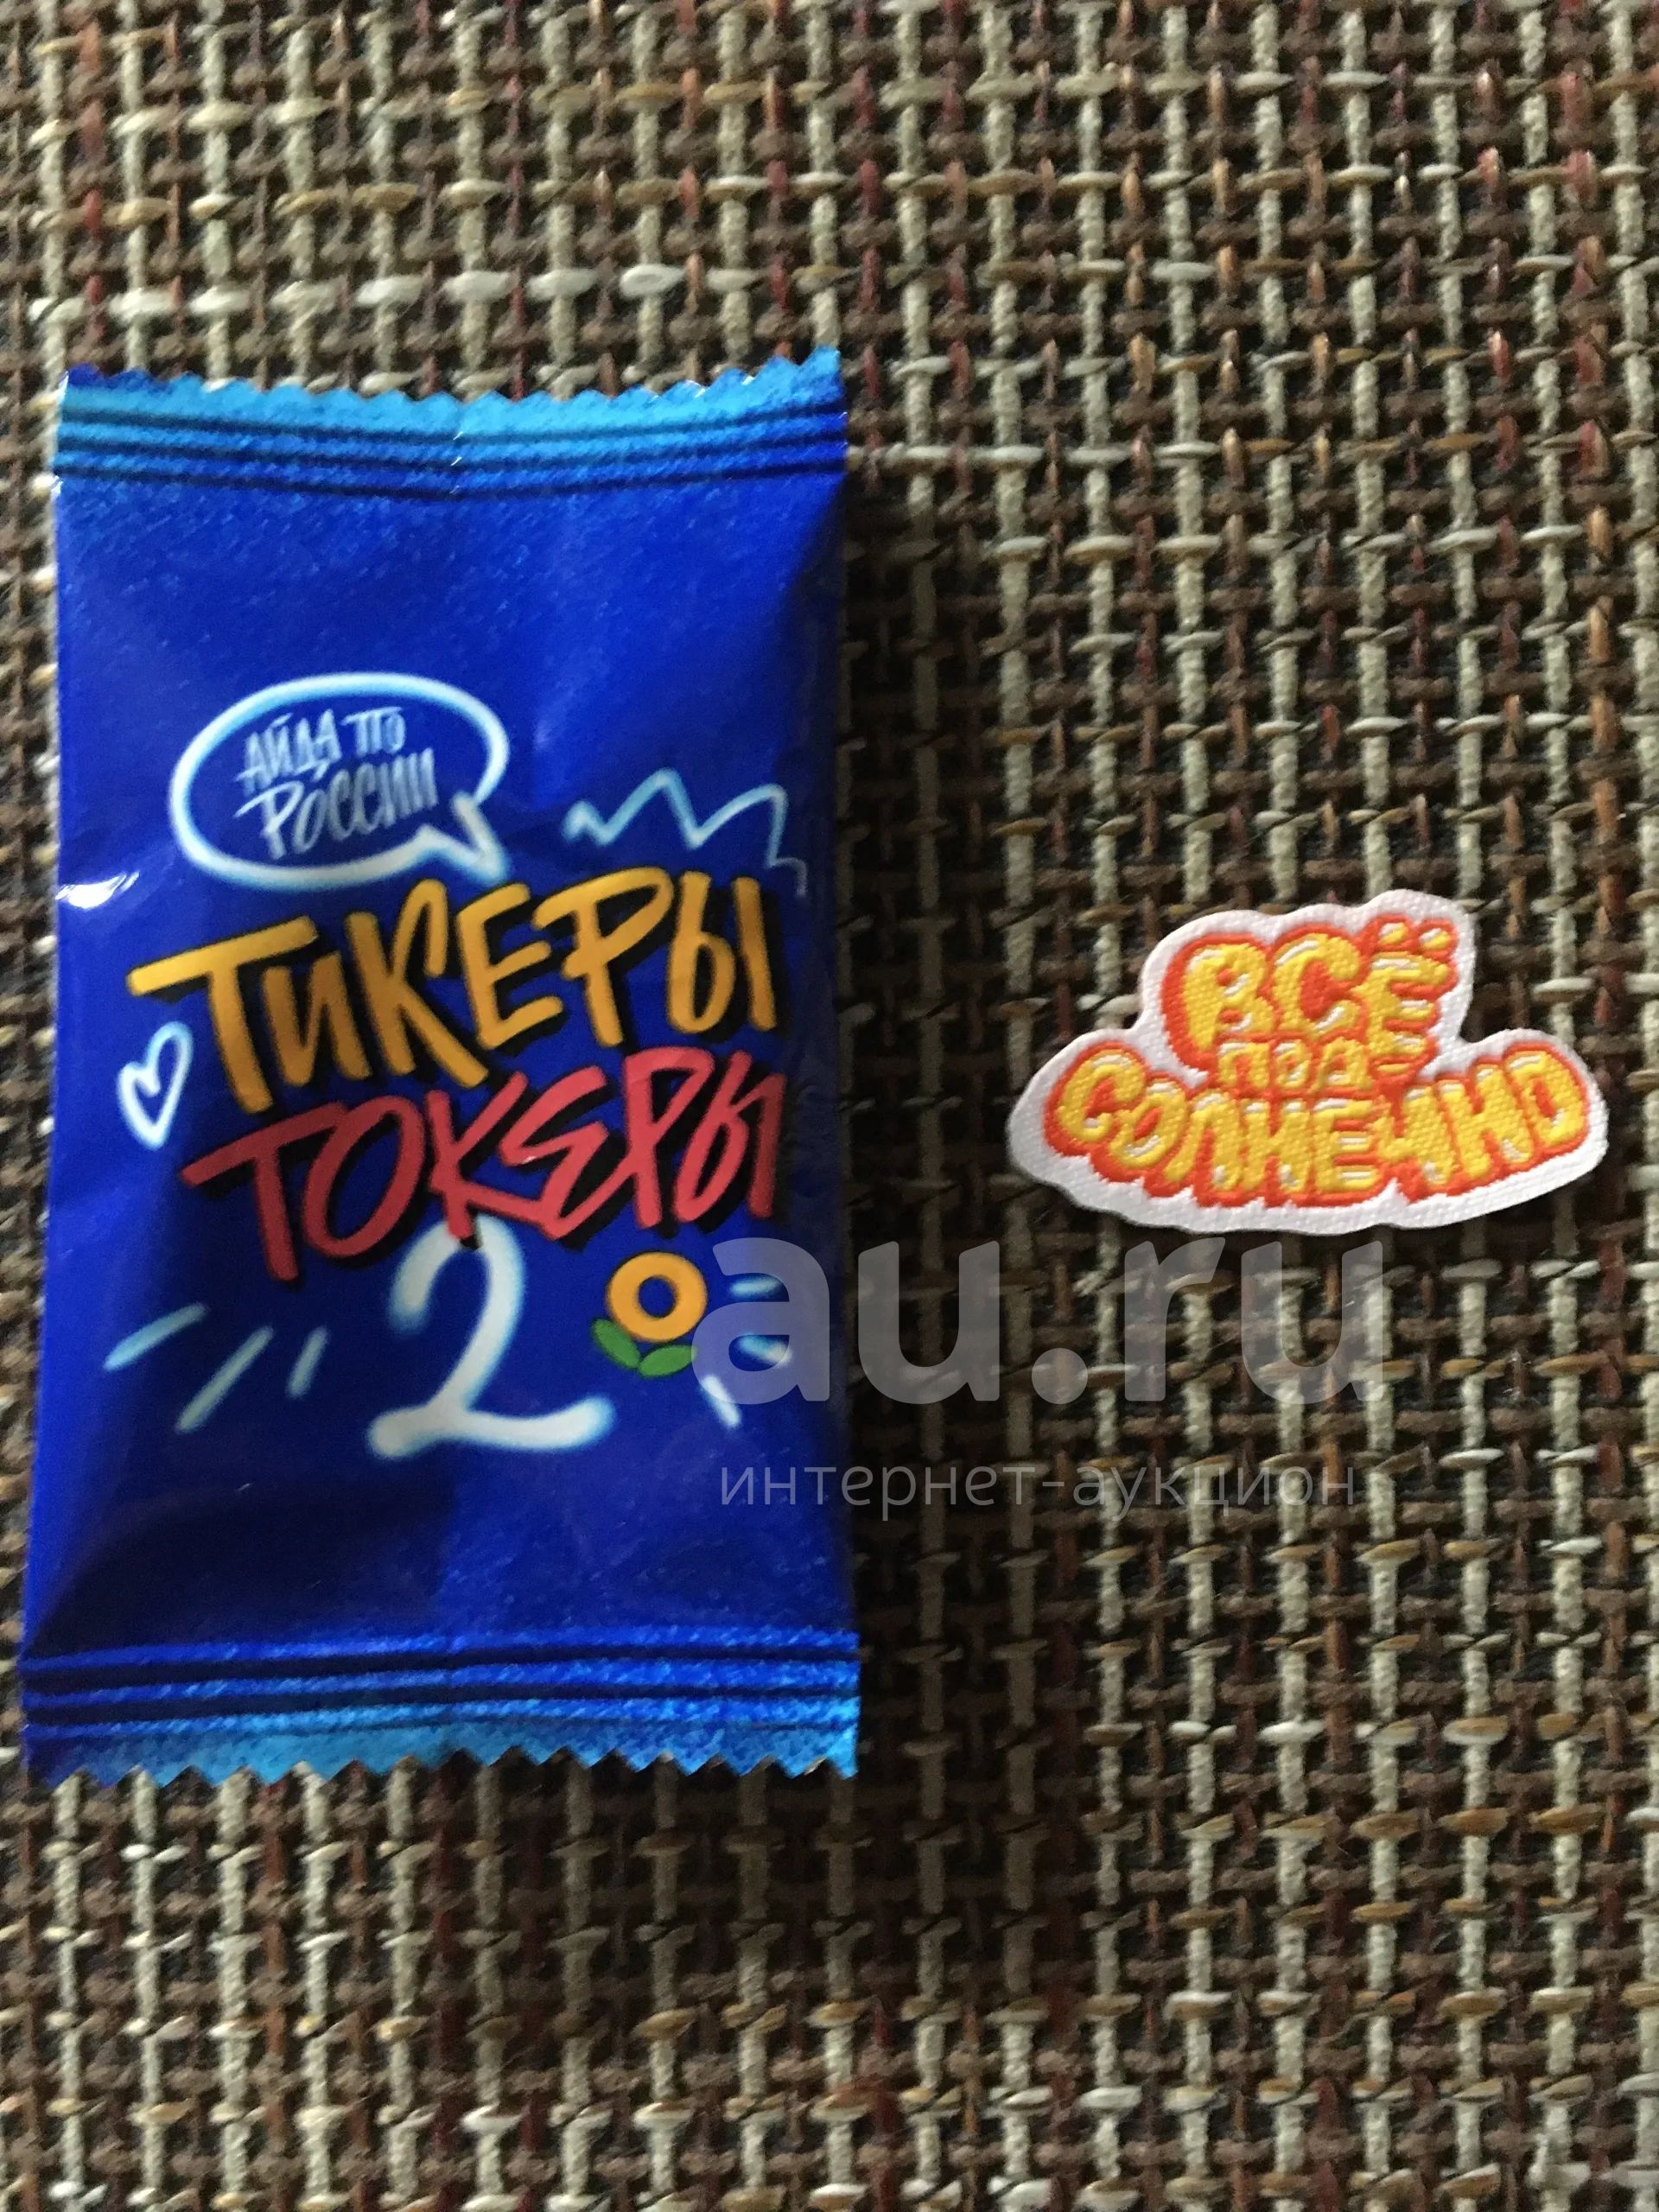 АЙДА ПО
РОССИИ
ТИКЕРЫ
ТОКЕРЫ
2
ВСЁ
ПОД
СОЛНЕЧНО
au.ru
интернет-аукцион